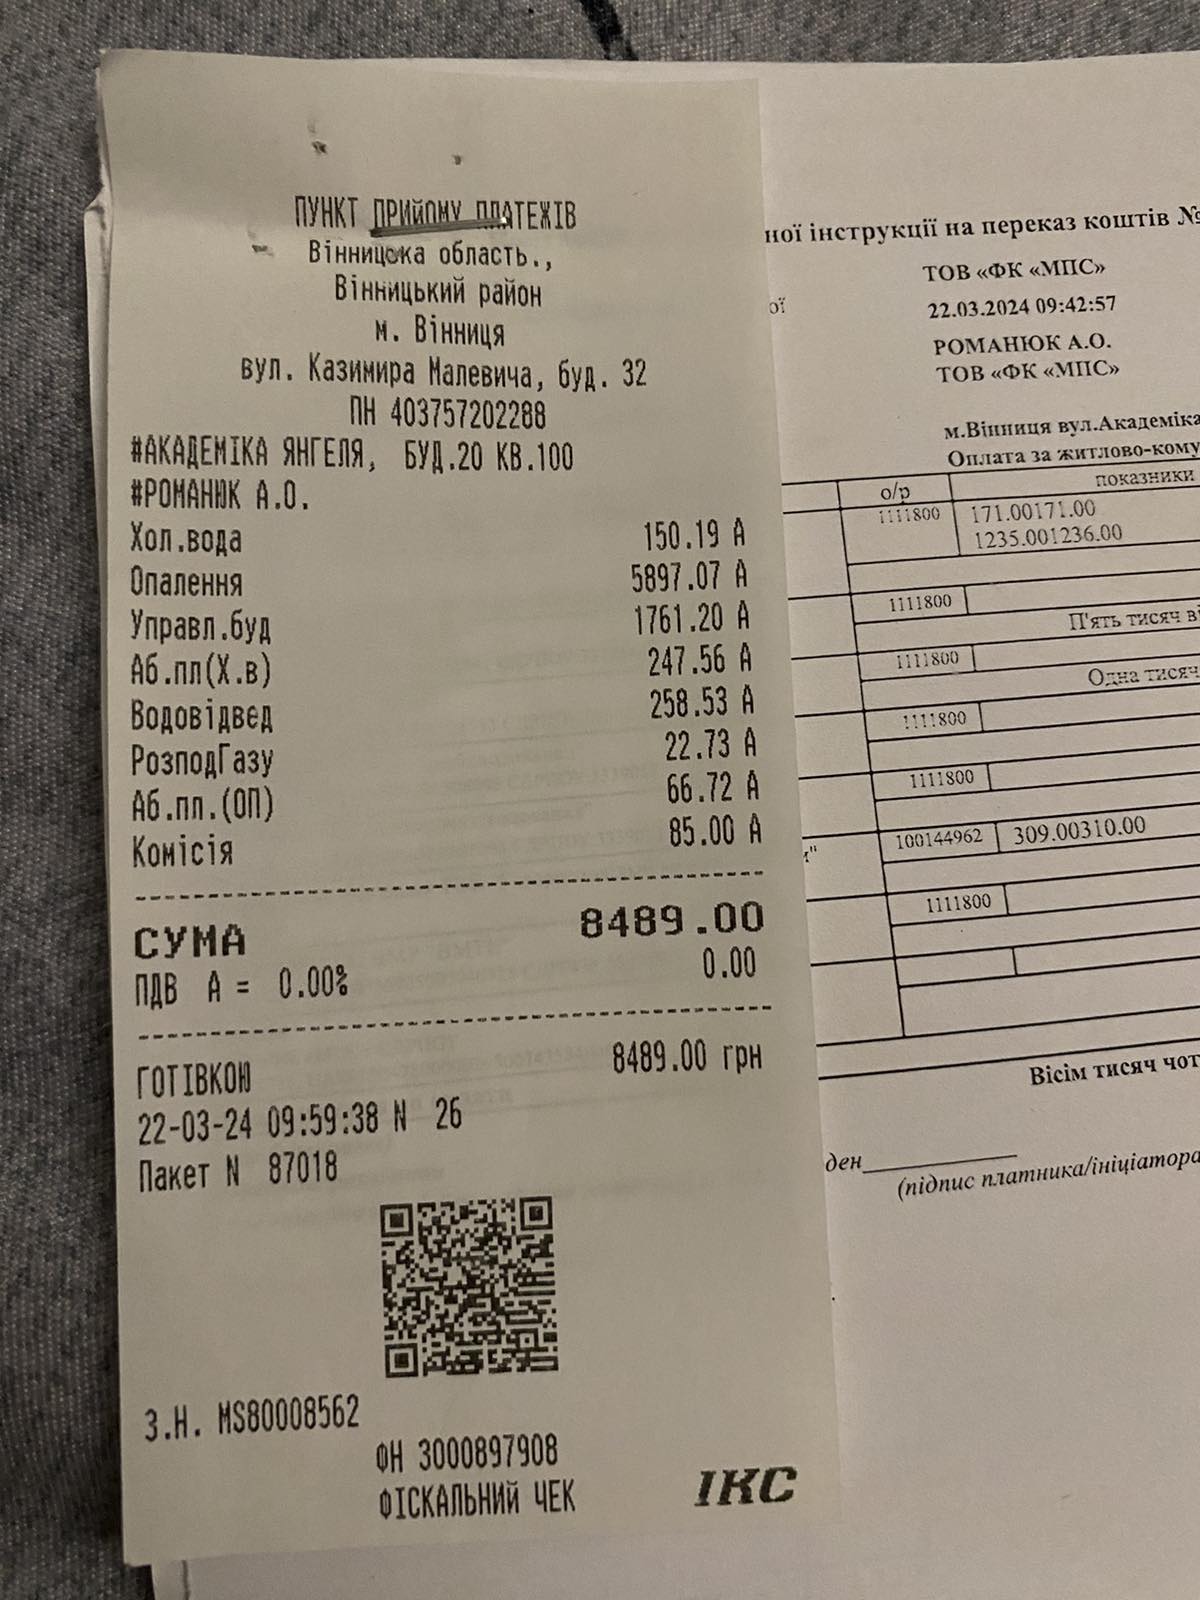 ПУНКТ ПРИЙОМУ ПЛАТЕЖІВ
Вінницока область.,
Вінницький район
м. Вінниця
вул. Казимира Малевича, буд. 32
ПН 403757202288
#АКАДЕМІКА ЯНГЕЛЯ, БУД.20 КВ.100
#РОМАНЮК А.О.
Хол.вода 150.19 А
Опалення 5897.07 А
Управл.буд 1761.20 А
Аб.пл(Х.в) 247.56 А
Водовідвед 258.53 А
РозподГазу 22.73 А
Аб.пл.(ОП) 66.72 А
Комісія 85.00 А
СУМА 8489.00
ПДВ А = 0.00% 0.00
ГОТІВКОЮ 8489.00 грн
22-03-24 09:59:38 N 26
Пакет N 87018
З.Н. MS80008562
ФН 3000897908
ФІСКАЛЬНИЙ ЧЕК
ІКС
ної інструкції на переказ коштів №
ТОВ «ФК «МПС»
ої 22.03.2024 09:42:57
РОМАНЮК А.О.
ТОВ «ФК «МПС»
м.Вінниця вул.Академіка
Оплата за житлово-кому
о/р показники
1111800 171.00171.00
1235.001236.00
1111800
П'ять тисяч ві
1111800
Одна тисяч
1111800
1111800
100144962 309.00310.00
1111800
Вісім тисяч чот
ден
(підпис платника/ініціатора